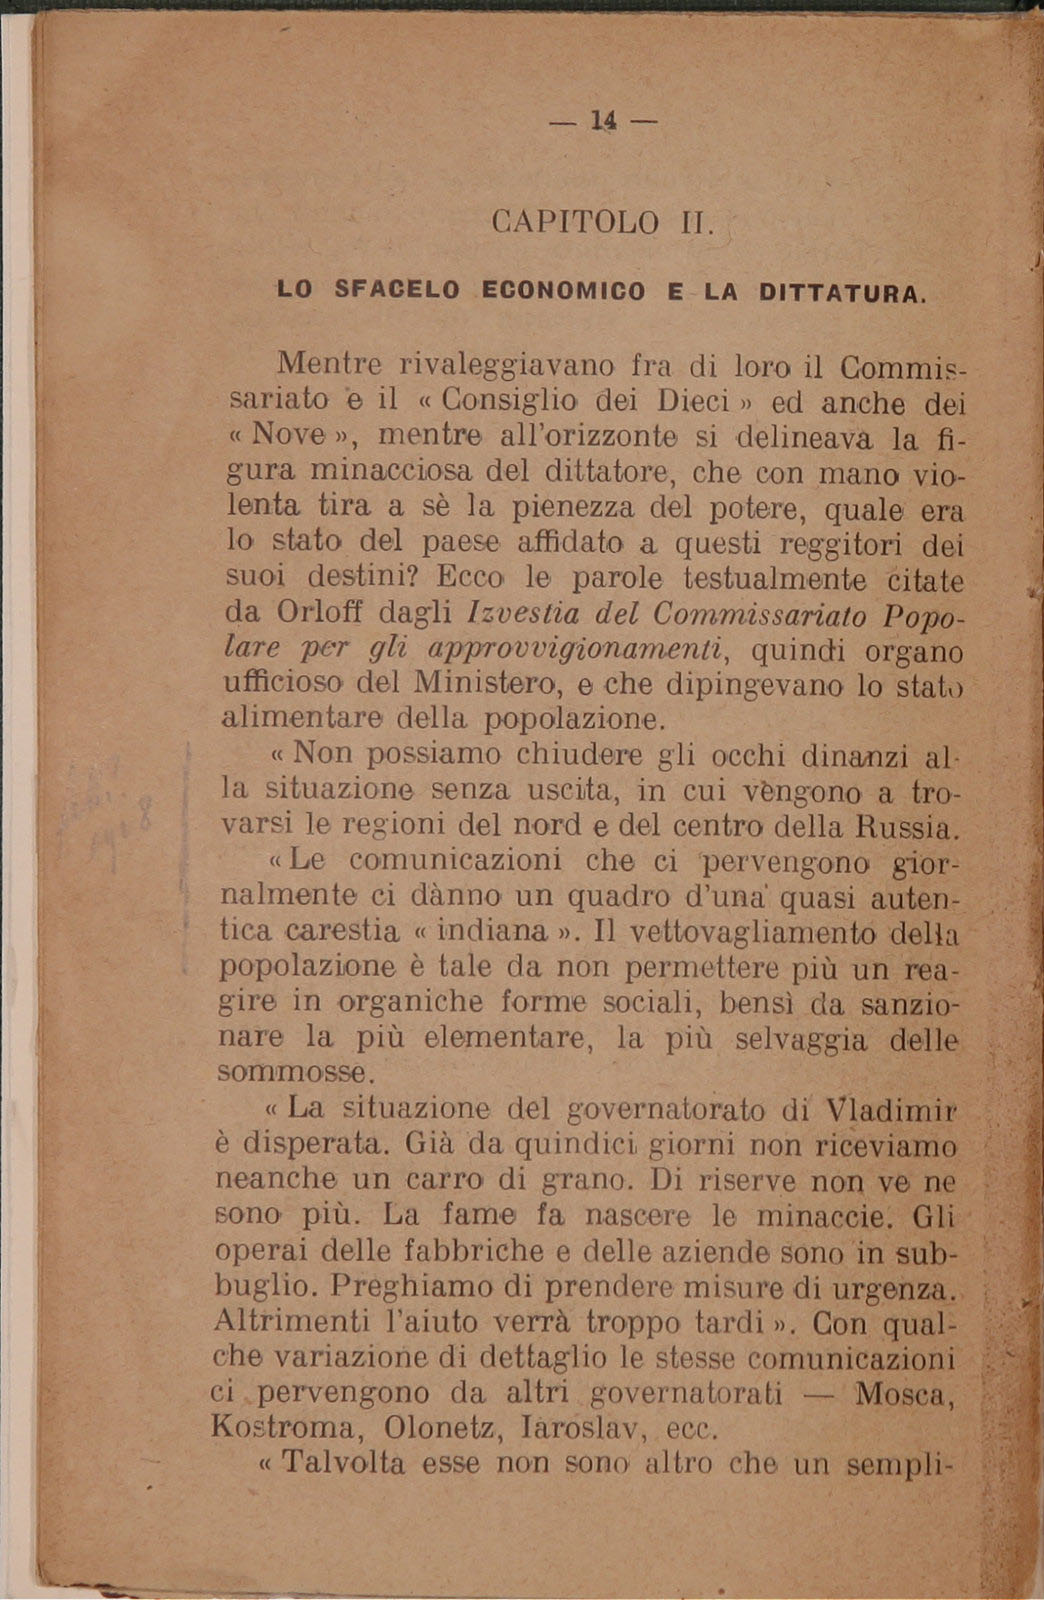 — 14 —
CAPITOLO II.
LO SFACELO ECONOMICO E LA DITTATURA.
Mentre rivaleggiavano fra di loro il Commis-
sariato e il « Consiglio dei Dieci » ed anche dei
« Nove », mentre all'orizzonte si delineava la fi-
gura minacciosa del dittatore, che con mano vio-
lenta tira a sè la pienezza del potere, quale era
lo stato del paese affidato a questi reggitori dei
suoi destini? Ecco le parole testualmente citate
da Orloff dagli Izvestia del Commissariato Popo-
lare per gli approvvigionamenti, quindi organo
ufficioso del Ministero, e che dipingevano lo stato
alimentare della popolazione.
« Non possiamo chiudere gli occhi dinanzi al-
la situazione senza uscita, in cui vèngono a tro-
varsi le regioni del nord e del centro della Russia.
« Le comunicazioni che ci pervengono gior-
nalmente ci dànno un quadro d'una quasi auten-
tica carestia « indiana ». Il vettovagliamento della
popolazione è tale da non permettere più un rea-
gire in organiche forme sociali, bensì da sanzio-
nare la più elementare, la più selvaggia delle
sommosse.
« La situazione del governatorato di Vladimir
è disperata. Già da quindici giorni non riceviamo
neanche un carro di grano. Di riserve non ve ne
sono più. La fame fa nascere le minaccie. Gli
operai delle fabbriche e delle aziende sono in sub-
buglio. Preghiamo di prendere misure di urgenza.
Altrimenti l'aiuto verrà troppo tardi ». Con qual-
che variazione di dettaglio le stesse comunicazioni
ci pervengono da altri governatorati — Mosca,
Kostroma, Olonetz, Iaroslav, ecc.
« Talvolta esse non sono altro che un sempli-